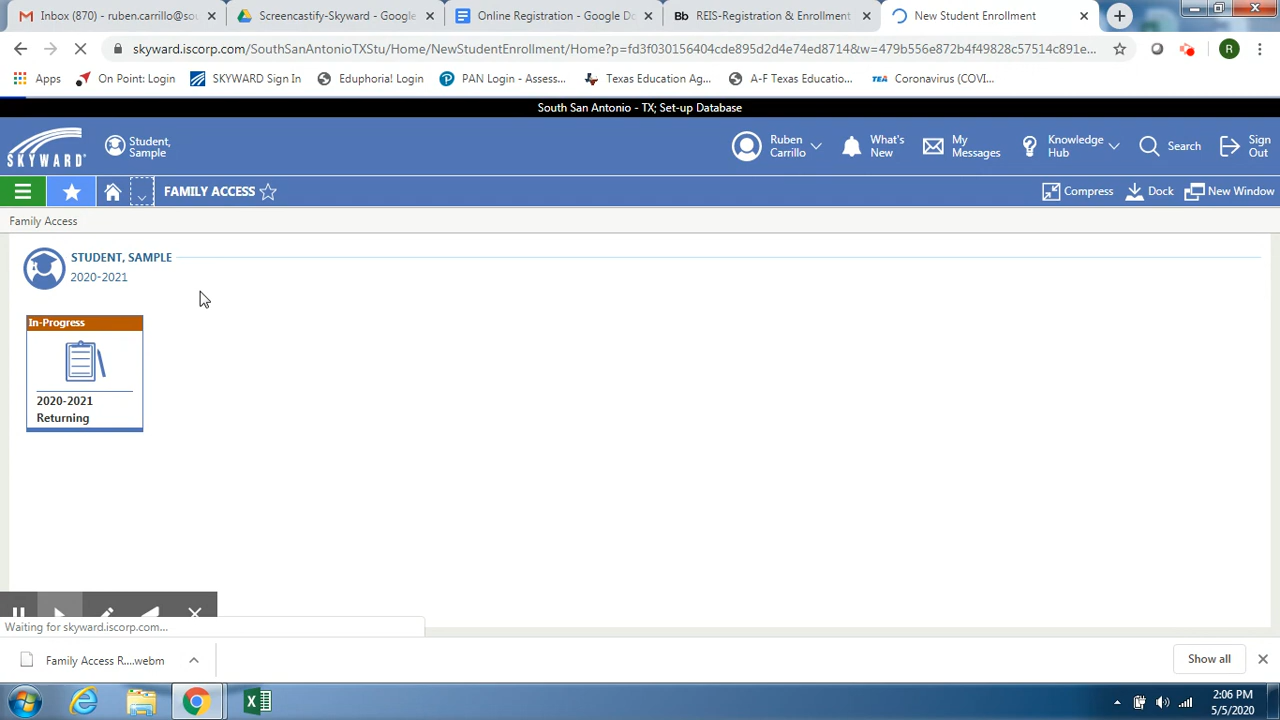 Inbox (870) - ruben.carrillo@so
Screencastify-Skyward - Google
Online Registration – Google Do
Bb REIS-Registration & Enrollment
New Student Enrollment
skyward.iscorp.com/SouthSanAntonioTXStu/Home/NewStudentEnrollment/Home?p=fd3f030156404cde895d2d4e74ed8714&w=479b556e872b4f49828c57514c891e...
R
Apps
On Point: Login
SKYWARD Sign In
Eduphoria! Login
PAN Login - Assess...
Texas Education Ag...
A-F Texas Educatio...
TEA Coronavirus (COVI...
South San Antonio - TX; Set-up Database
SKYWARD
Student,
Sample
Ruben
Carrillo
What's
New
My
Messages
Knowledge
Hub
Search
Sign
Out
FAMILY ACCESS
Compress
Dock
New Window
Family Access
STUDENT, SAMPLE
2020-2021
In-Progress
2020-2021
Returning
Waiting for skyward.iscorp.com...
Family Access R....webm
Show all
2:06 PM
5/5/2020